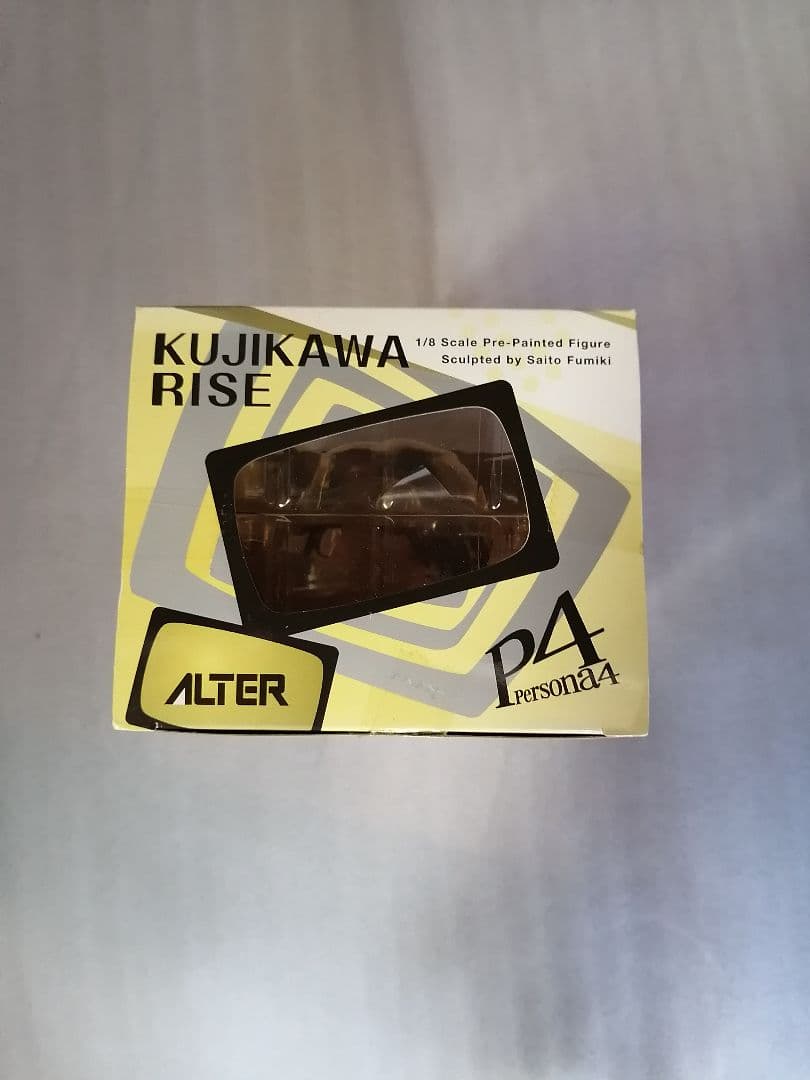 KUJIKAWA
RISE
1/8 Scale Pre-Painted Figure
Sculpted by Saito Fumiki
ALTER
P4
Persona4